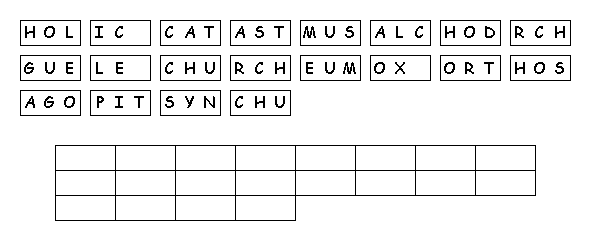 HOL IC CAT AST MUS ALC HOD RCH
GUE LE CHU RCH EUM OX ORT HOS
AGO PIT SYN CHU